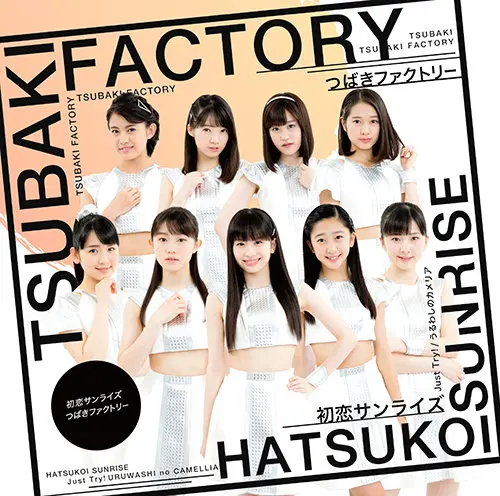 TSUBAKI
FACTORY
TSUBAKI
TSUBAKI FACTORY
つばきファクトリー
TSUBAKI FACTORY
TSUBAKI FACTORY
HATSUKOI
SUNRISE
初恋サンライズ
Just Try! / うるわしのカメリア
初恋サンライズ
つばきファクトリー
HATSUKOI SUNRISE
Just Try! URUWASHI no CAMELLIA